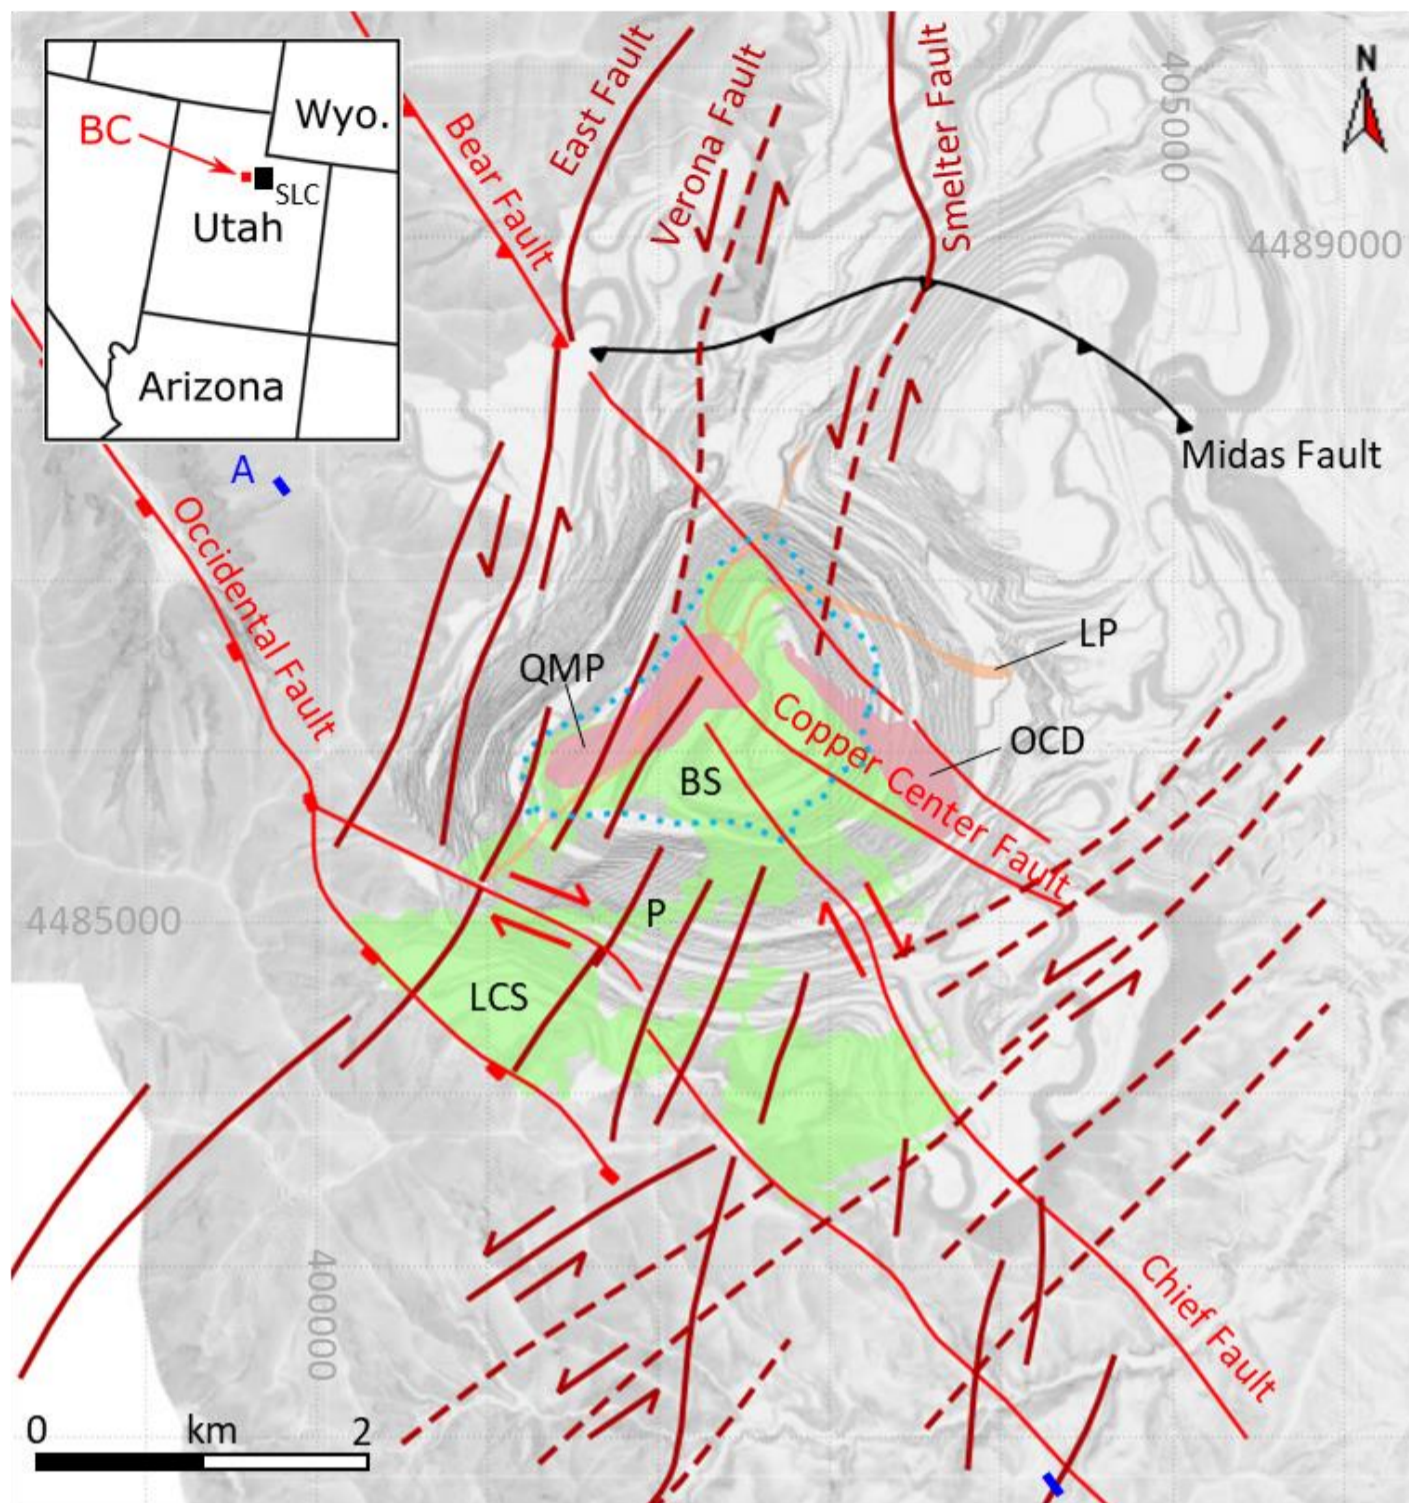 Wyo.
BC
SLC
Utah
Arizona
Bear Fault
East Fault
Verona Fault
Smelter Fault
405000
N
4489000
Midas Fault
A
Occidental Fault
LP
QMP
OCD
Copper Center Fault
BS
P
4485000
LCS
400000
Chief Fault
0 km 2